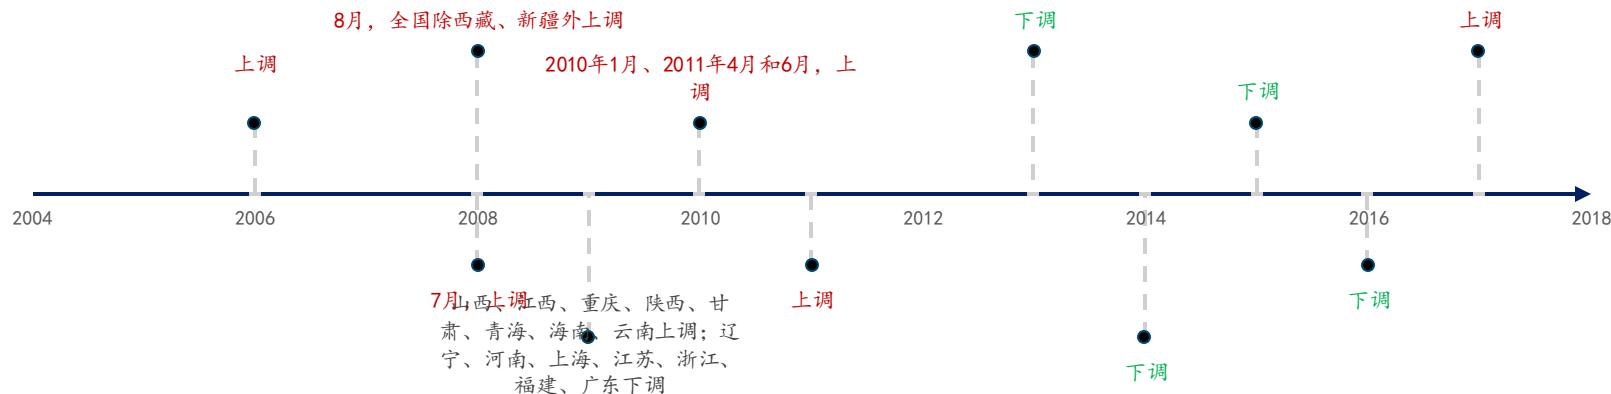 8月，全国除西藏、新疆外上调
下调
上调
上调
2010年1月、2011年4月和6月，上
调
下调
2004
2006
2008
2010
2012
2014
2016
2018
7月，上调
山西、江西、重庆、陕西、甘
肃、青海、海南、云南上调；辽
宁、河南、上海、江苏、浙江、
福建、广东下调
上调
下调
下调